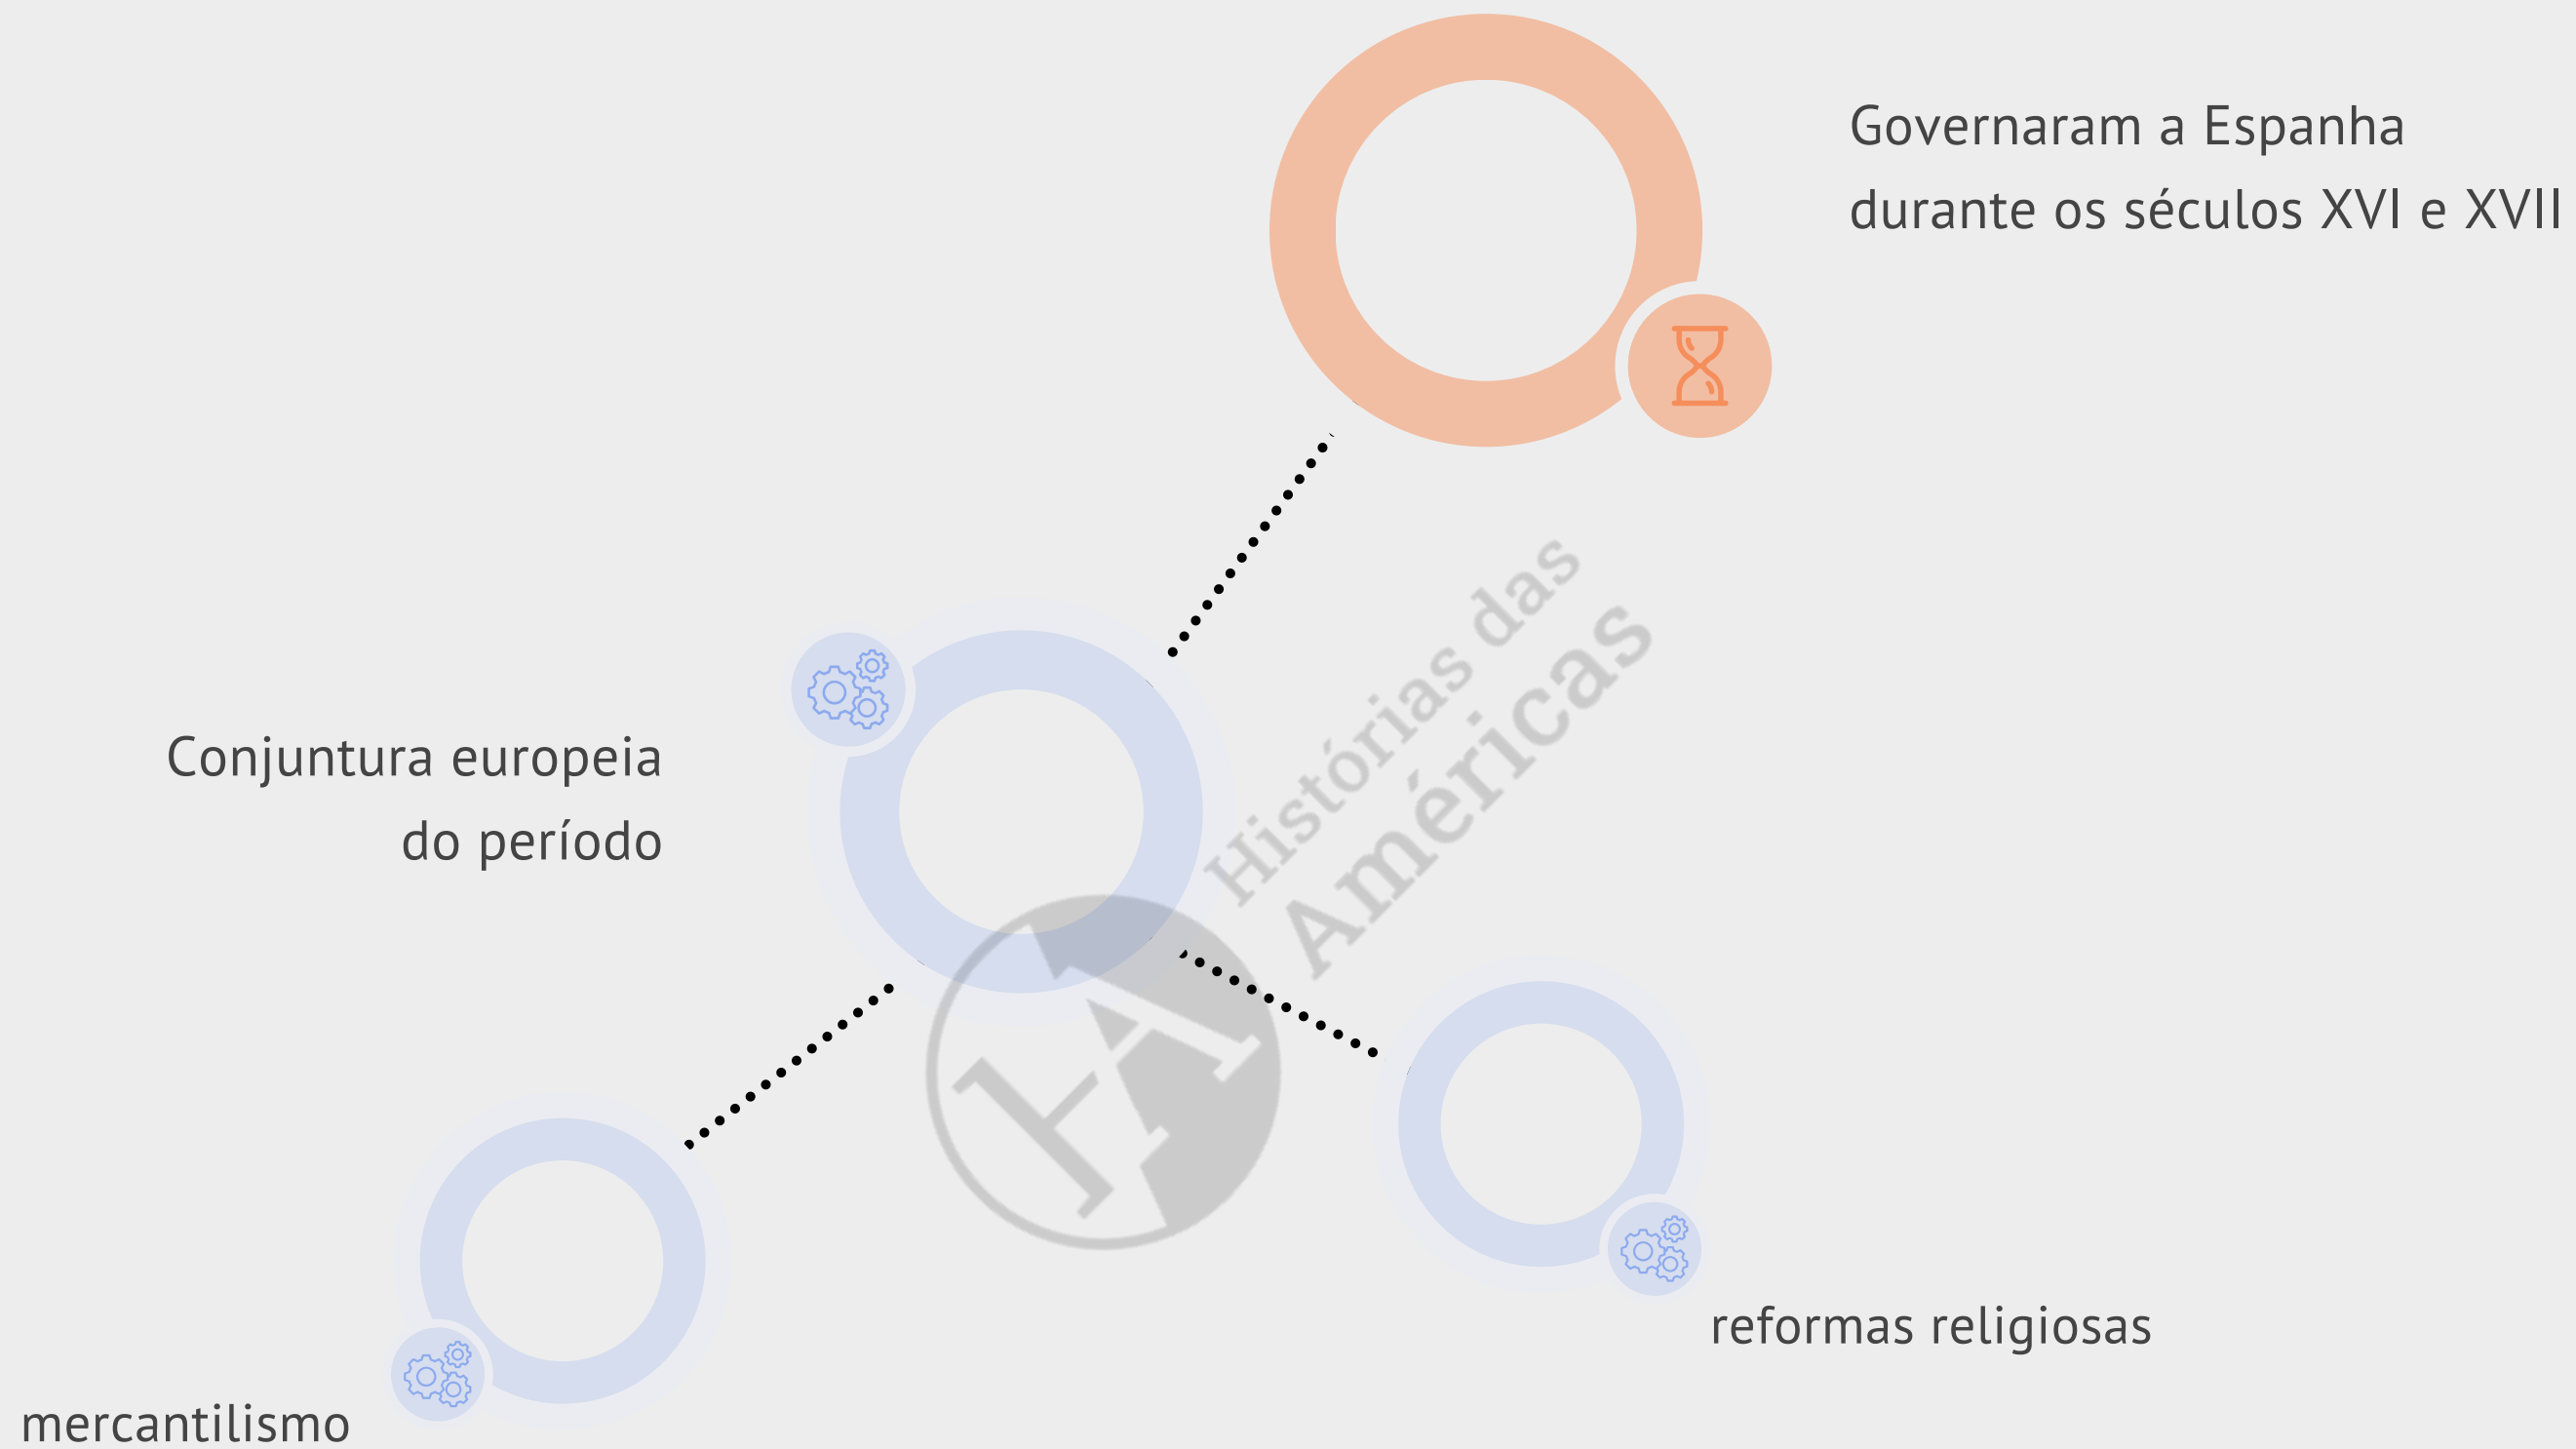 Governaram a Espanha
durante os séculos XVI e XVII
Histórias das
Américas
Conjuntura europeia
do período
reformas religiosas
mercantilismo